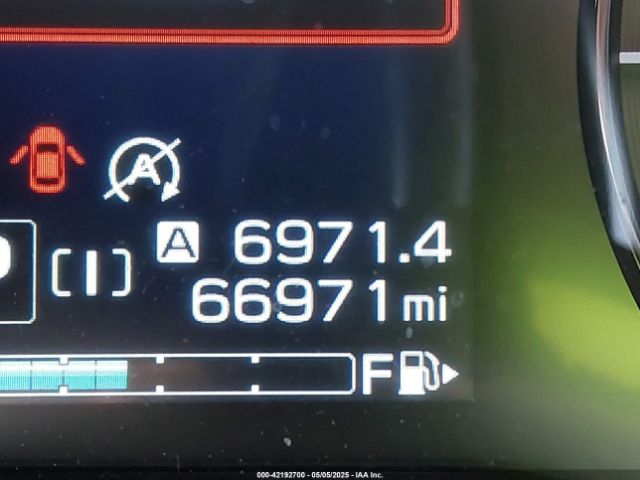 A
A 6971.4
[I]
66971 mi
F
000-42192700 - 05/05/2025 - IAA Inc.